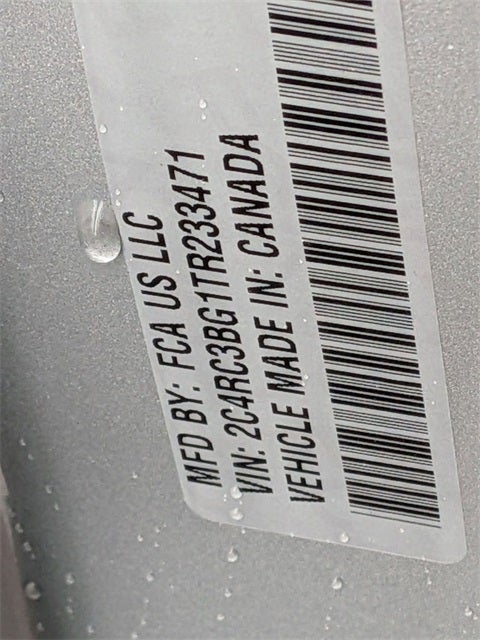 MFD BY: FCA US LLC
VIN: 2C4RC3BG1TR233471
VEHICLE MADE IN: CANADA